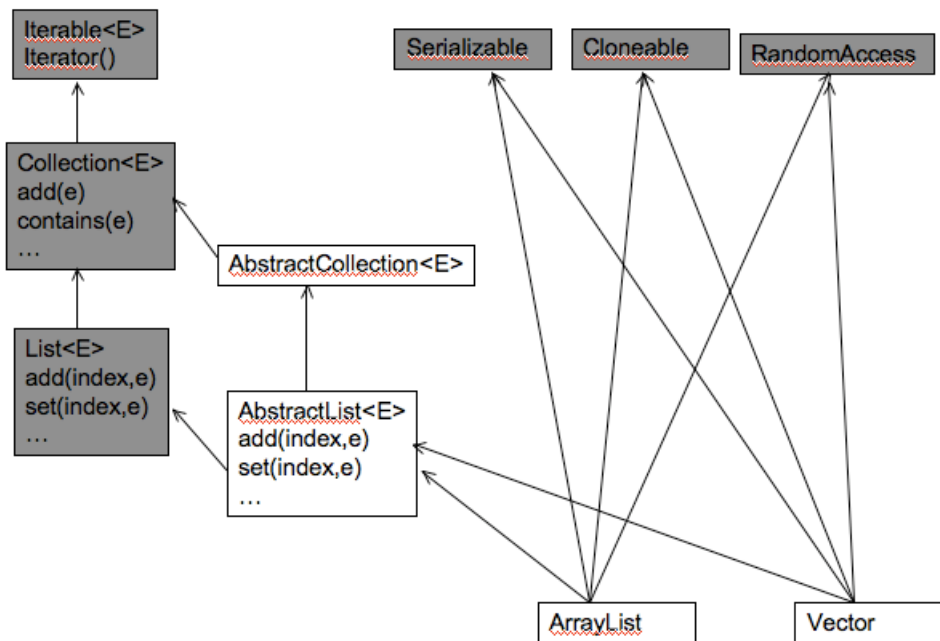 Iterable<E>
Iterator()
Serializable
Cloneable
RandomAccess
Collection<E>
add(e)
contains(e)
…
AbstractCollection<E>
List<E>
add(index,e)
set(index,e)
…
AbstractList<E>
add(index,e)
set(index,e)
…
ArrayList
Vector